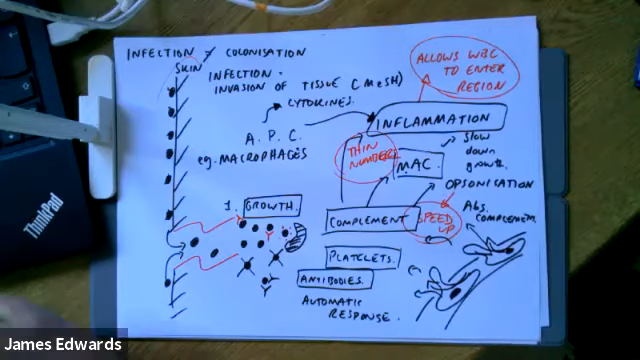 INFECTION ≠ COLONISATION
SKIN
INFECTION.
INVASION OF TISSUE (MESH)
CYTOKINES.
ALLOWS WBC
TO ENTER
REGION
A.P.C.
eg. MACROPHAGES
INFLAMMATION
THIN
NUMBERS
MAC
Slow
down
growth.
OPSONISATION
1. GROWTH.
COMPLEMENT
SPEED
UP
Abs.
complement
PLATELETS.
ANTIBODIES
AUTOMATIC
RESPONSE.
ThinkPad
James Edwards